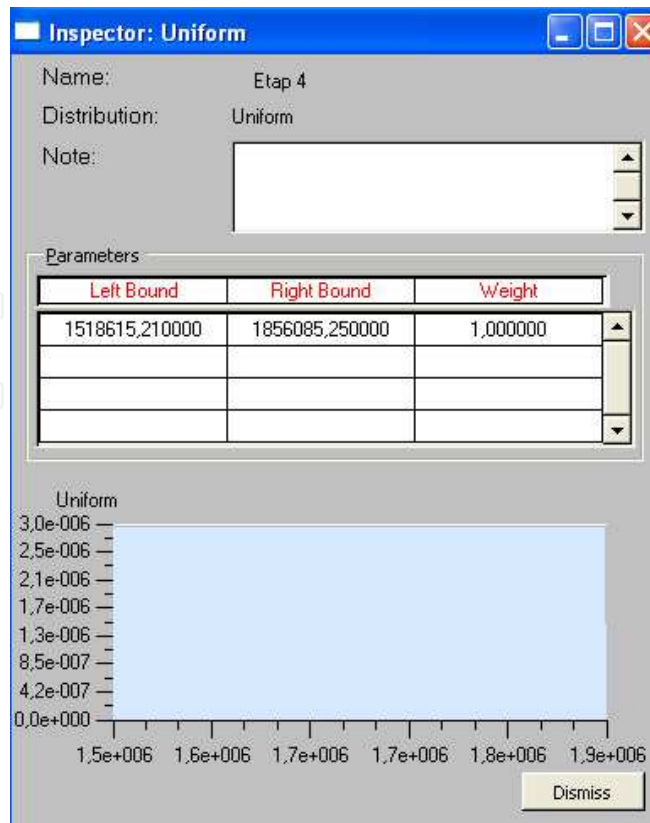 Inspector: Uniform
Name: Etap 4
Distribution: Uniform
Note:
Parameters
Left Bound Right Bound Weight
1518615,210000 1856085,250000 1,000000
Uniform
3,0e-006
2,5e-006
2,1e-006
1,7e-006
1,3e-006
8,5e-007
4,2e-007
0,0e+000
1,5e+006 1,6e+006 1,7e+006 1,7e+006 1,8e+006 1,9e+006
Dismiss